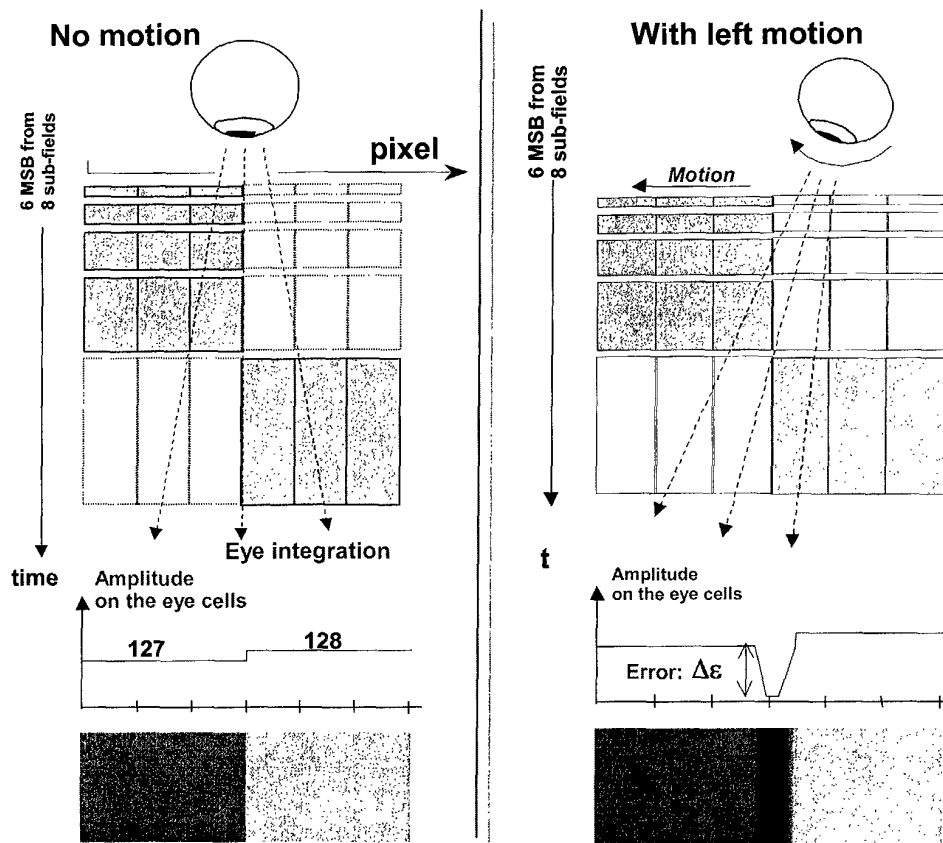 No motion
6 MSB from
8 sub-fields
pixel
Eye integration
time
Amplitude
on the eye cells
127
128
With left motion
6 MSB from
8 sub-fields
Motion
t
Amplitude
on the eye cells
Error: Δε